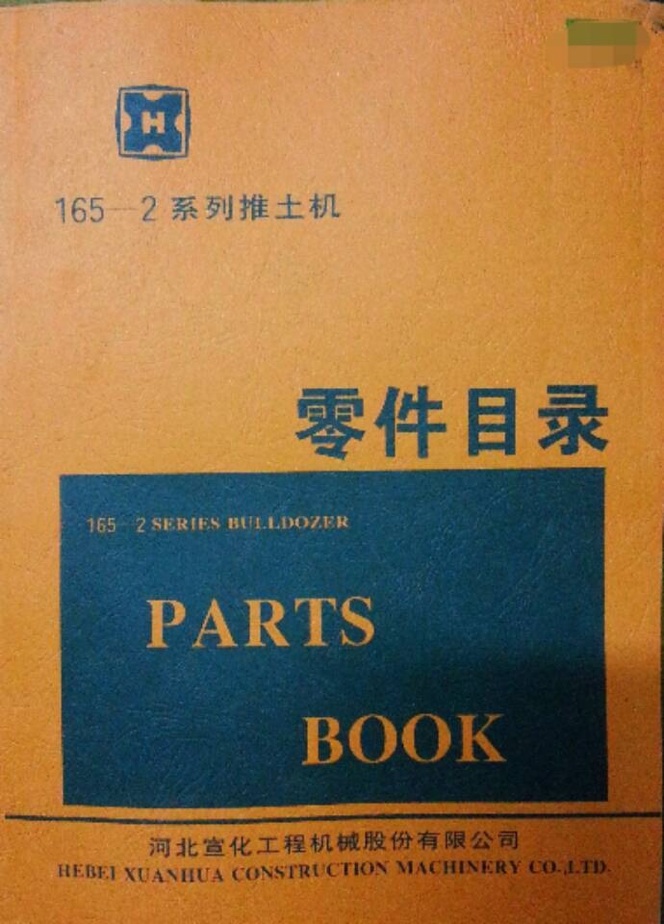 H
165-2 系列推土机
零件目录
165-2 SERIES BULLDOZER
PARTS
BOOK
河北宣化工程机械股份有限公司
HEBEI XUANHUA CONSTRUCTION MACHINERY CO.,LTD.